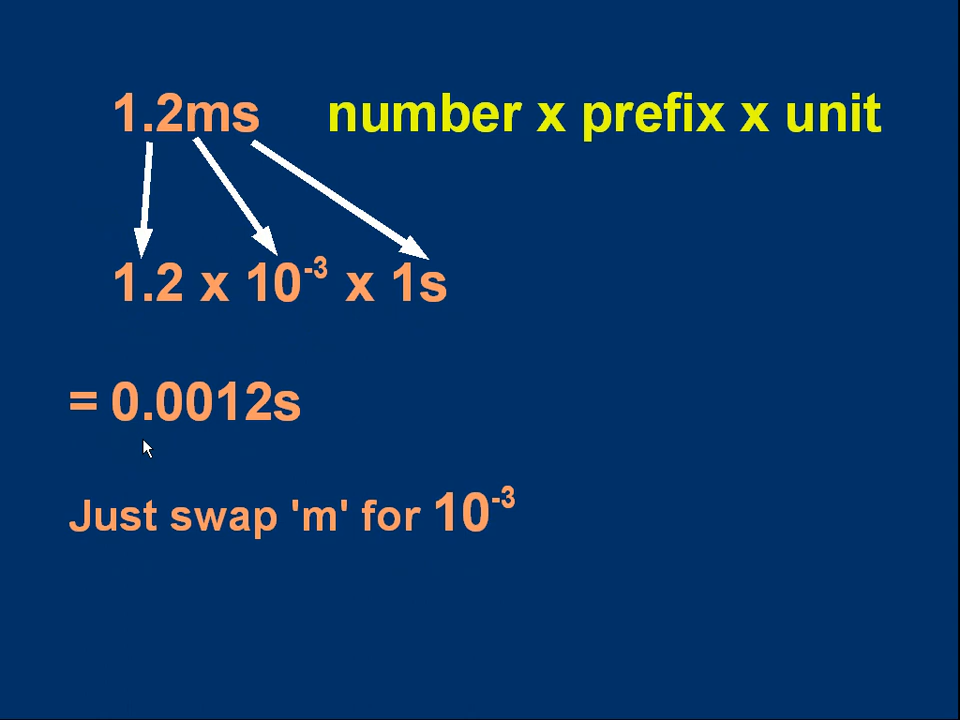 1.2ms number x prefix x unit
1.2 x 10⁻³ x 1s
= 0.0012s
Just swap 'm' for 10⁻³